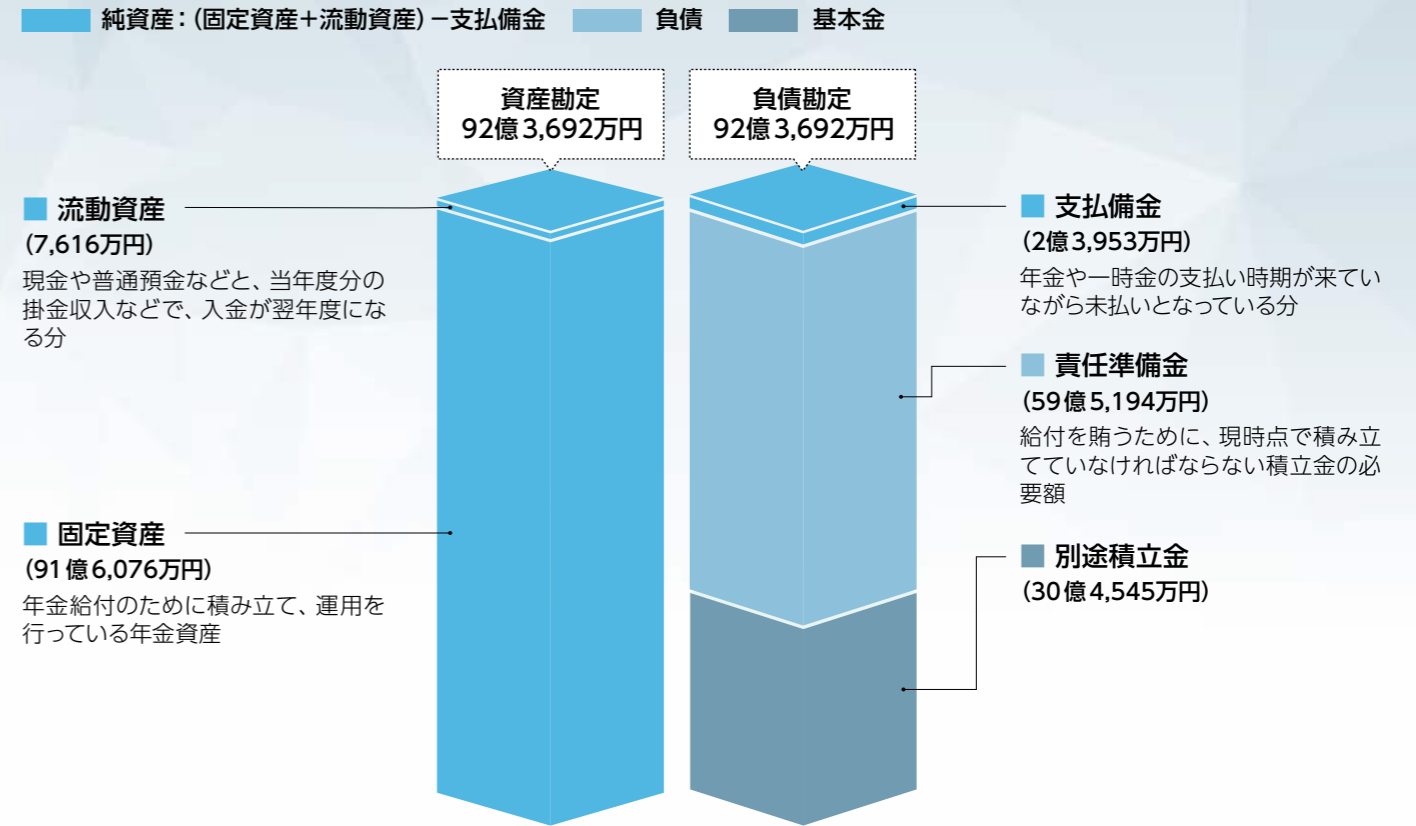 純資産：（固定資産＋流動資産）－支払備金 負債 基本金
資産勘定
92億3,692万円
負債勘定
92億3,692万円
流動資産
（7,616万円）
現金や普通預金などと、当年度分の
掛金収入などで、入金が翌年度にな
る分
固定資産
（91億6,076万円）
年金給付のために積み立て、運用を
行っている年金資産
支払備金
（2億3,953万円）
年金や一時金の支払い時期が来てい
ながら未払いとなっている分
責任準備金
（59億5,194万円）
給付を賄うために、現時点で積み立
てていなければならない積立金の必
要額
別途積立金
（30億4,545万円）